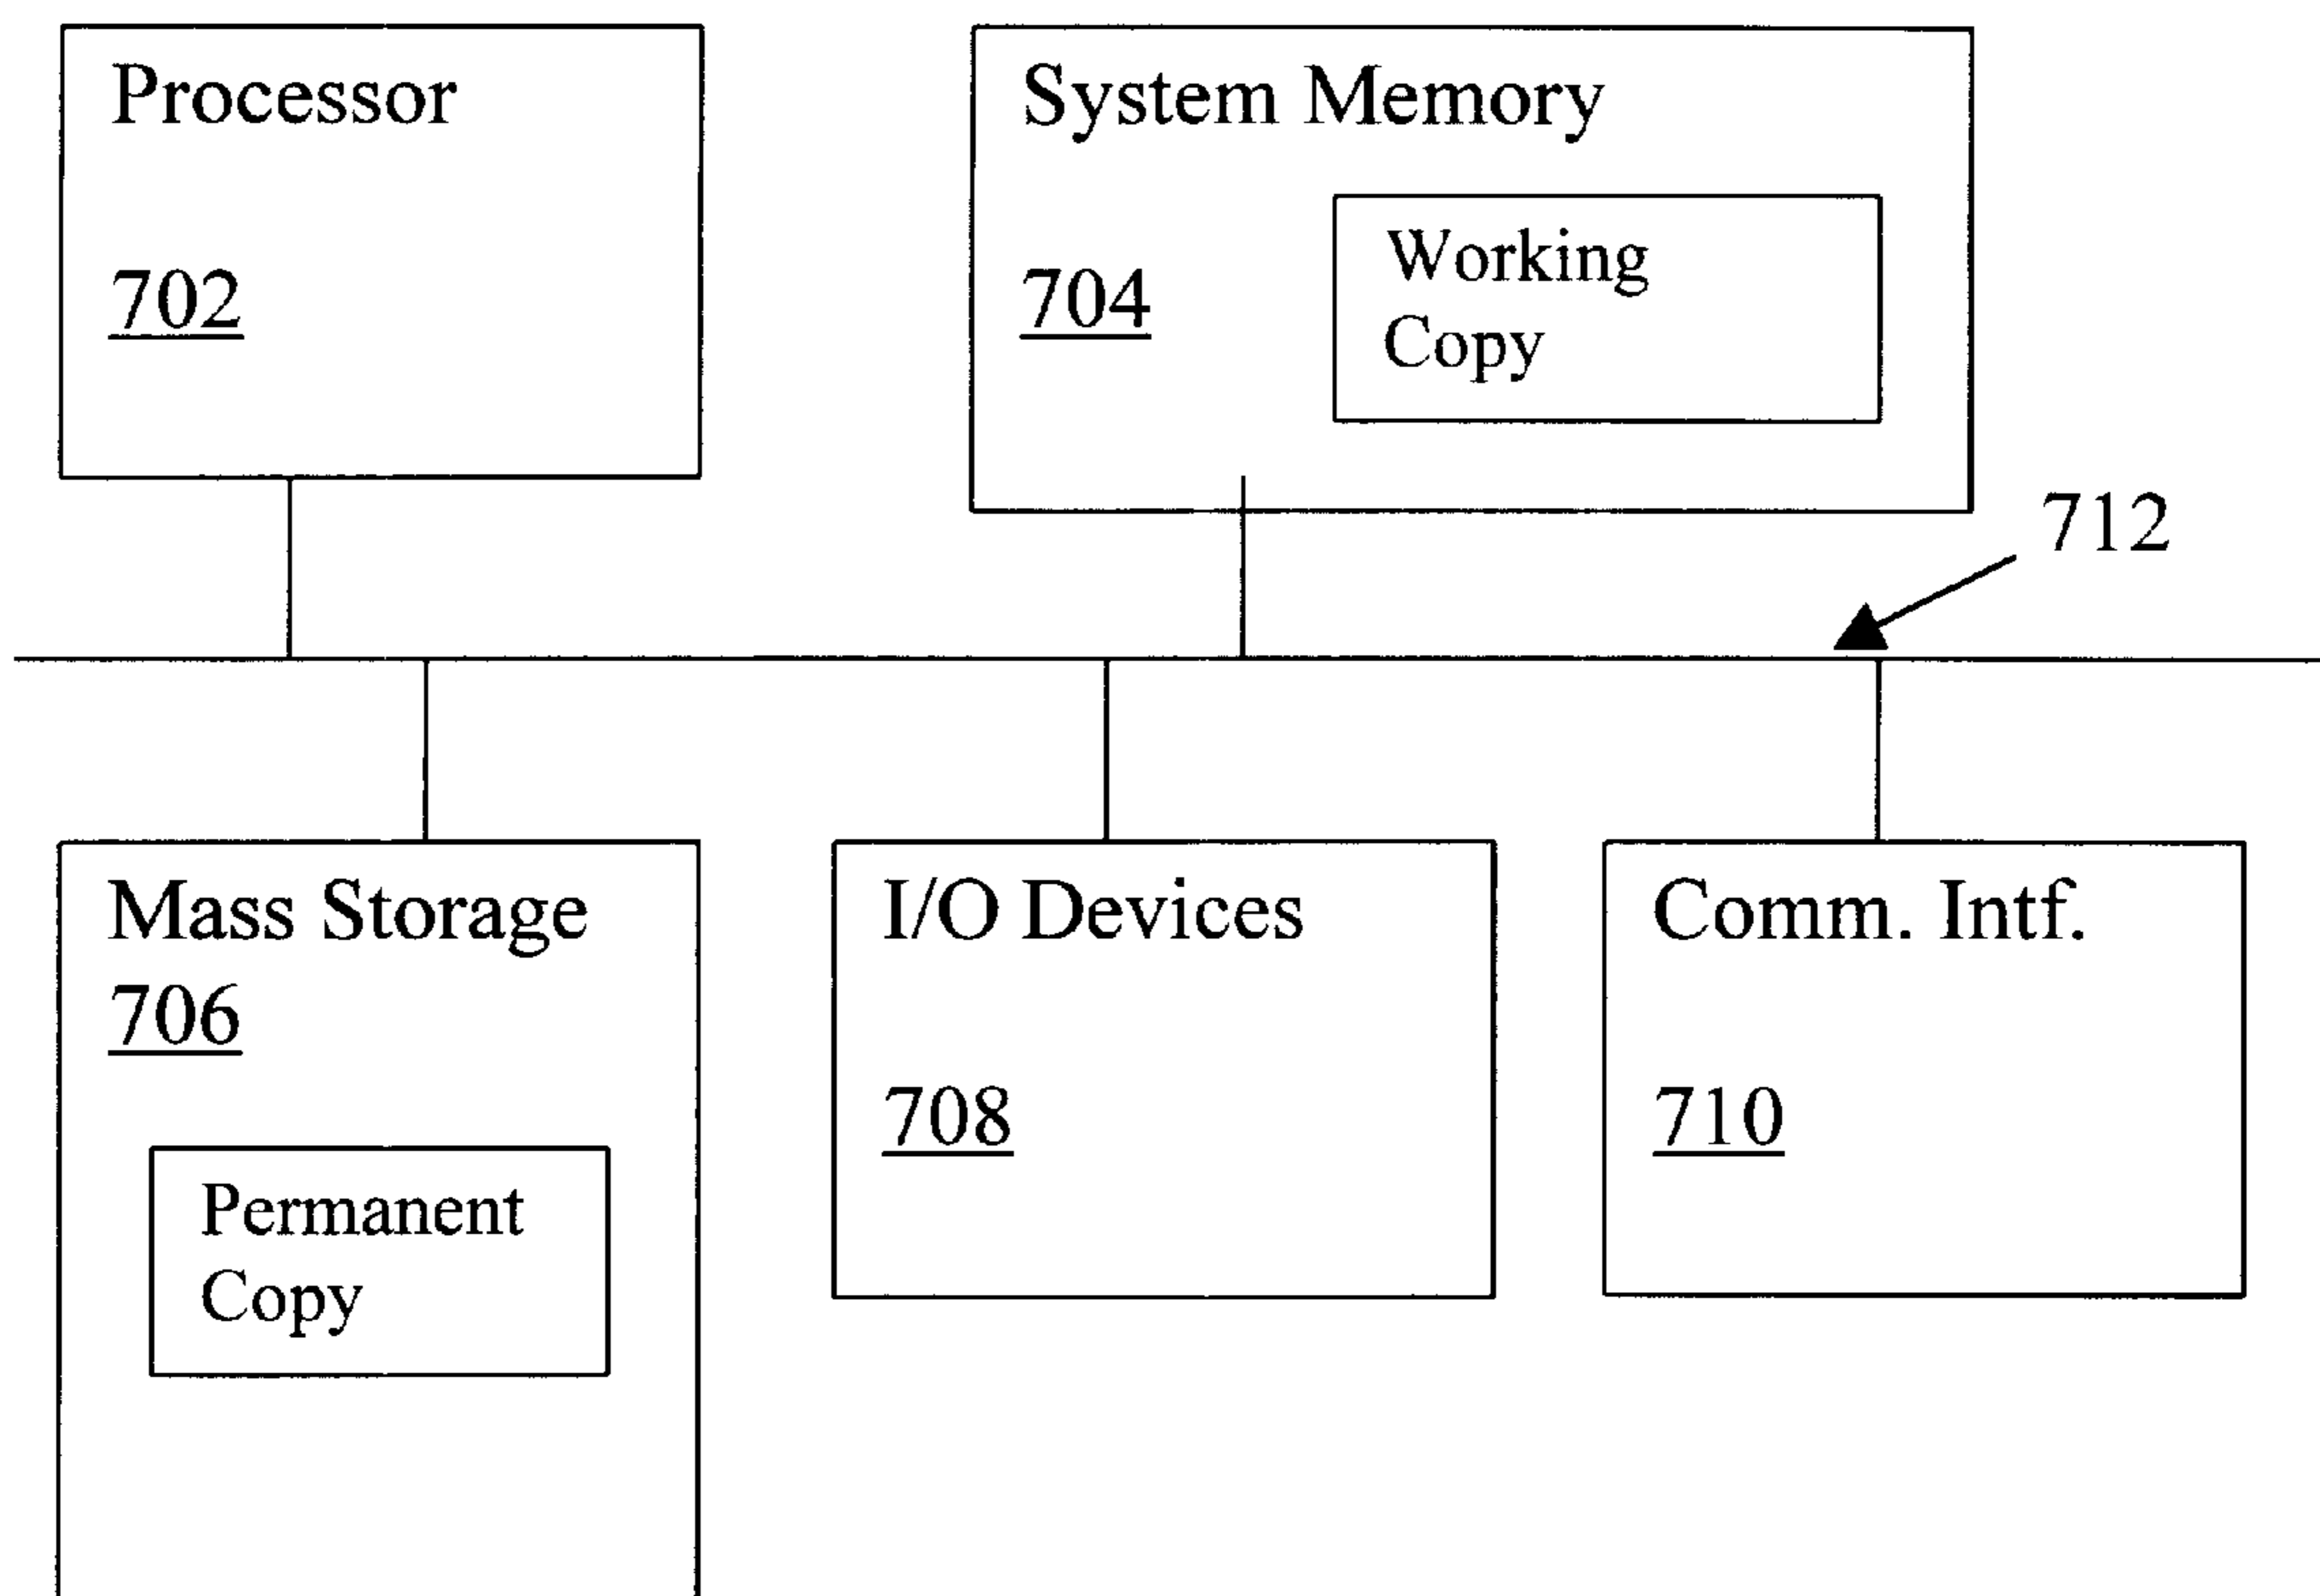 Processor
702
System Memory
704
Working
Copy
712
Mass Storage
706
Permanent
Copy
I/O Devices
708
Comm. Intf.
710